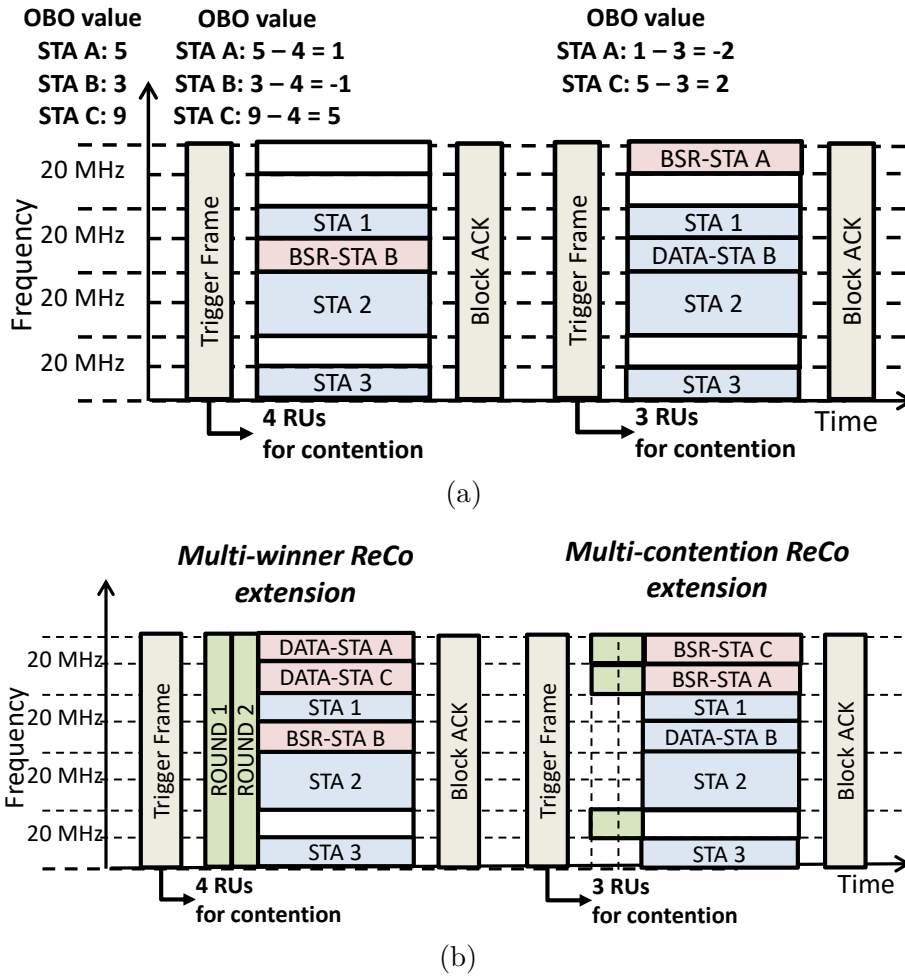 OBO value
STA A: 5
STA B: 3
STA C: 9
OBO value
STA A: 5 – 4 = 1
STA B: 3 – 4 = -1
STA C: 9 – 4 = 5
OBO value
STA A: 1 – 3 = -2
STA C: 5 – 3 = 2
Frequency
20 MHz
20 MHz
20 MHz
20 MHz
Trigger Frame
STA 1
BSR-STA B
STA 2
STA 3
Block ACK
Trigger Frame
BSR-STA A
STA 1
DATA-STA B
STA 2
STA 3
Block ACK
Time
4 RUs
for contention
3 RUs
for contention
(a)
Multi-winner ReCo
extension
Multi-contention ReCo
extension
Frequency
20 MHz
20 MHz
20 MHz
20 MHz
Trigger Frame
ROUND 1
ROUND 2
DATA-STA A
DATA-STA C
STA 1
BSR-STA B
STA 2
STA 3
Block ACK
Trigger Frame
BSR-STA C
BSR-STA A
STA 1
DATA-STA B
STA 2
STA 3
Block ACK
Time
4 RUs
for contention
3 RUs
for contention
(b)